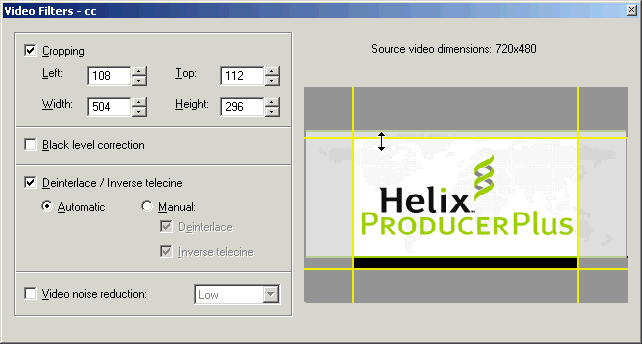 Video Filters - cc
Cropping
Source video dimensions: 720x480
Left: 108 Top: 112
Width: 504 Height: 296
Black level correction
Deinterlace / Inverse telecine
Automatic Manual:
Deinterlace
Inverse telecine
Video noise reduction: Low
Helix™
PRODUCER Plus